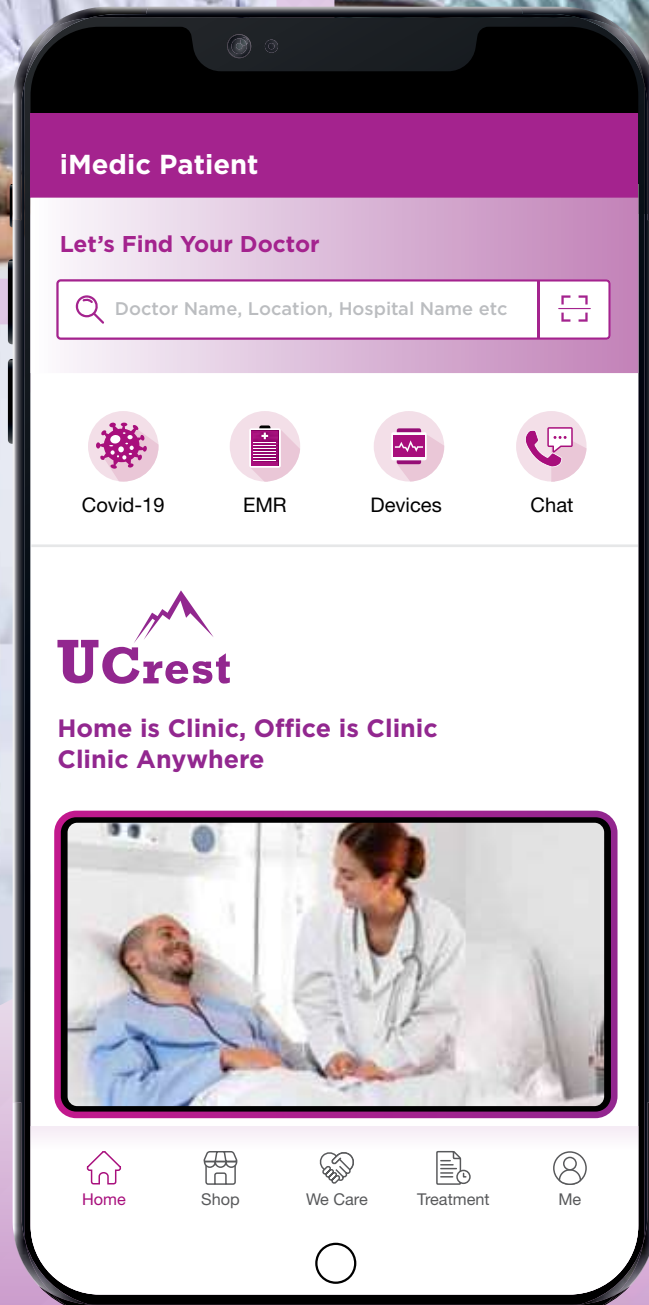 iMedic Patient
Let's Find Your Doctor
Doctor Name, Location, Hospital Name etc
Covid-19 EMR Devices Chat
UCrest
Home is Clinic, Office is Clinic
Clinic Anywhere
Home Shop We Care Treatment Me